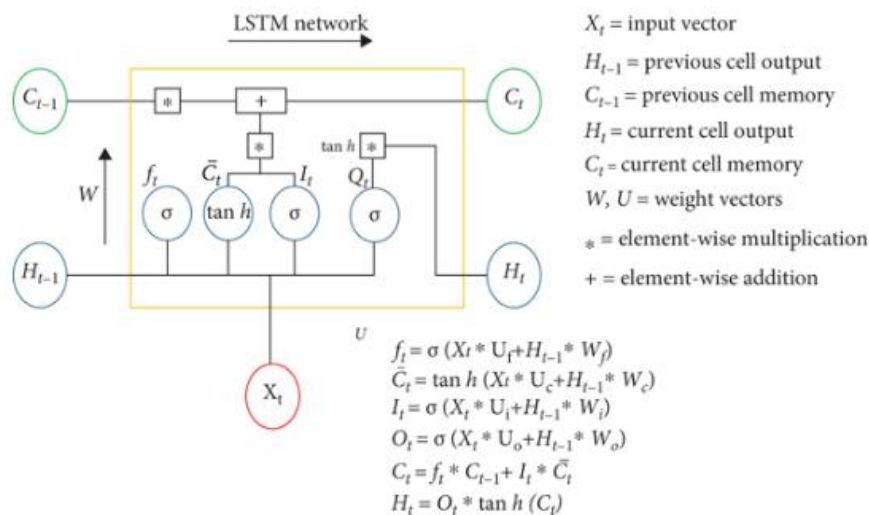 LSTM network
C_{t–1}
*
+
C_t
*
tan h
*
f_t
C̄_t
I_t
Q_t
W
σ
tan h
σ
σ
H_{t–1}
H_t
U
X_t
X_t = input vector
H_{t–1} = previous cell output
C_{t–1} = previous cell memory
H_t = current cell output
C_t = current cell memory
W, U = weight vectors
* = element-wise multiplication
+ = element-wise addition
f_t = σ (Xt * U_f+H_{t–1}* W_f)
C̄_t = tan h (Xt * U_c+H_{t–1}* W_c)
I_t = σ (X_t * U_i+H_{t–1}* W_i)
O_t = σ (X_t * U_o+H_{t–1}* W_o)
C_t = f_t * C_{t–1}+ I_t * C̄_t
H_t = O_t * tan h (C_t)